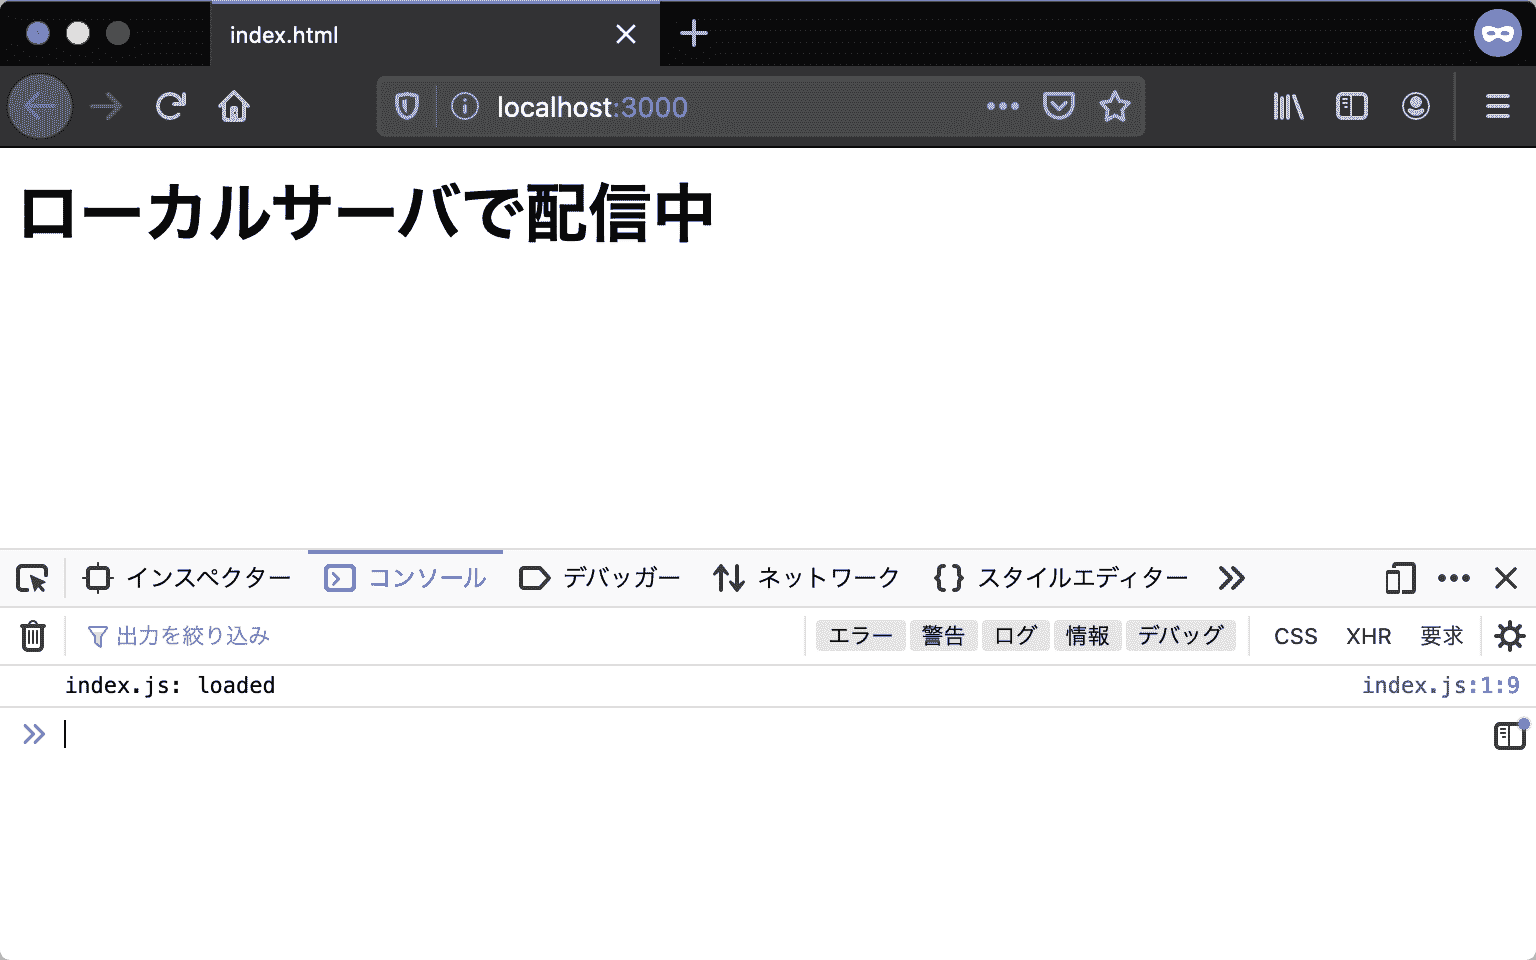 index.html
localhost:3000
ローカルサーバで配信中
インスペクター コンソール デバッガー ネットワーク スタイルエディター
出力を絞り込み エラー 警告 ログ 情報 デバッグ CSS XHR 要求
index.js: loaded index.js:1:9